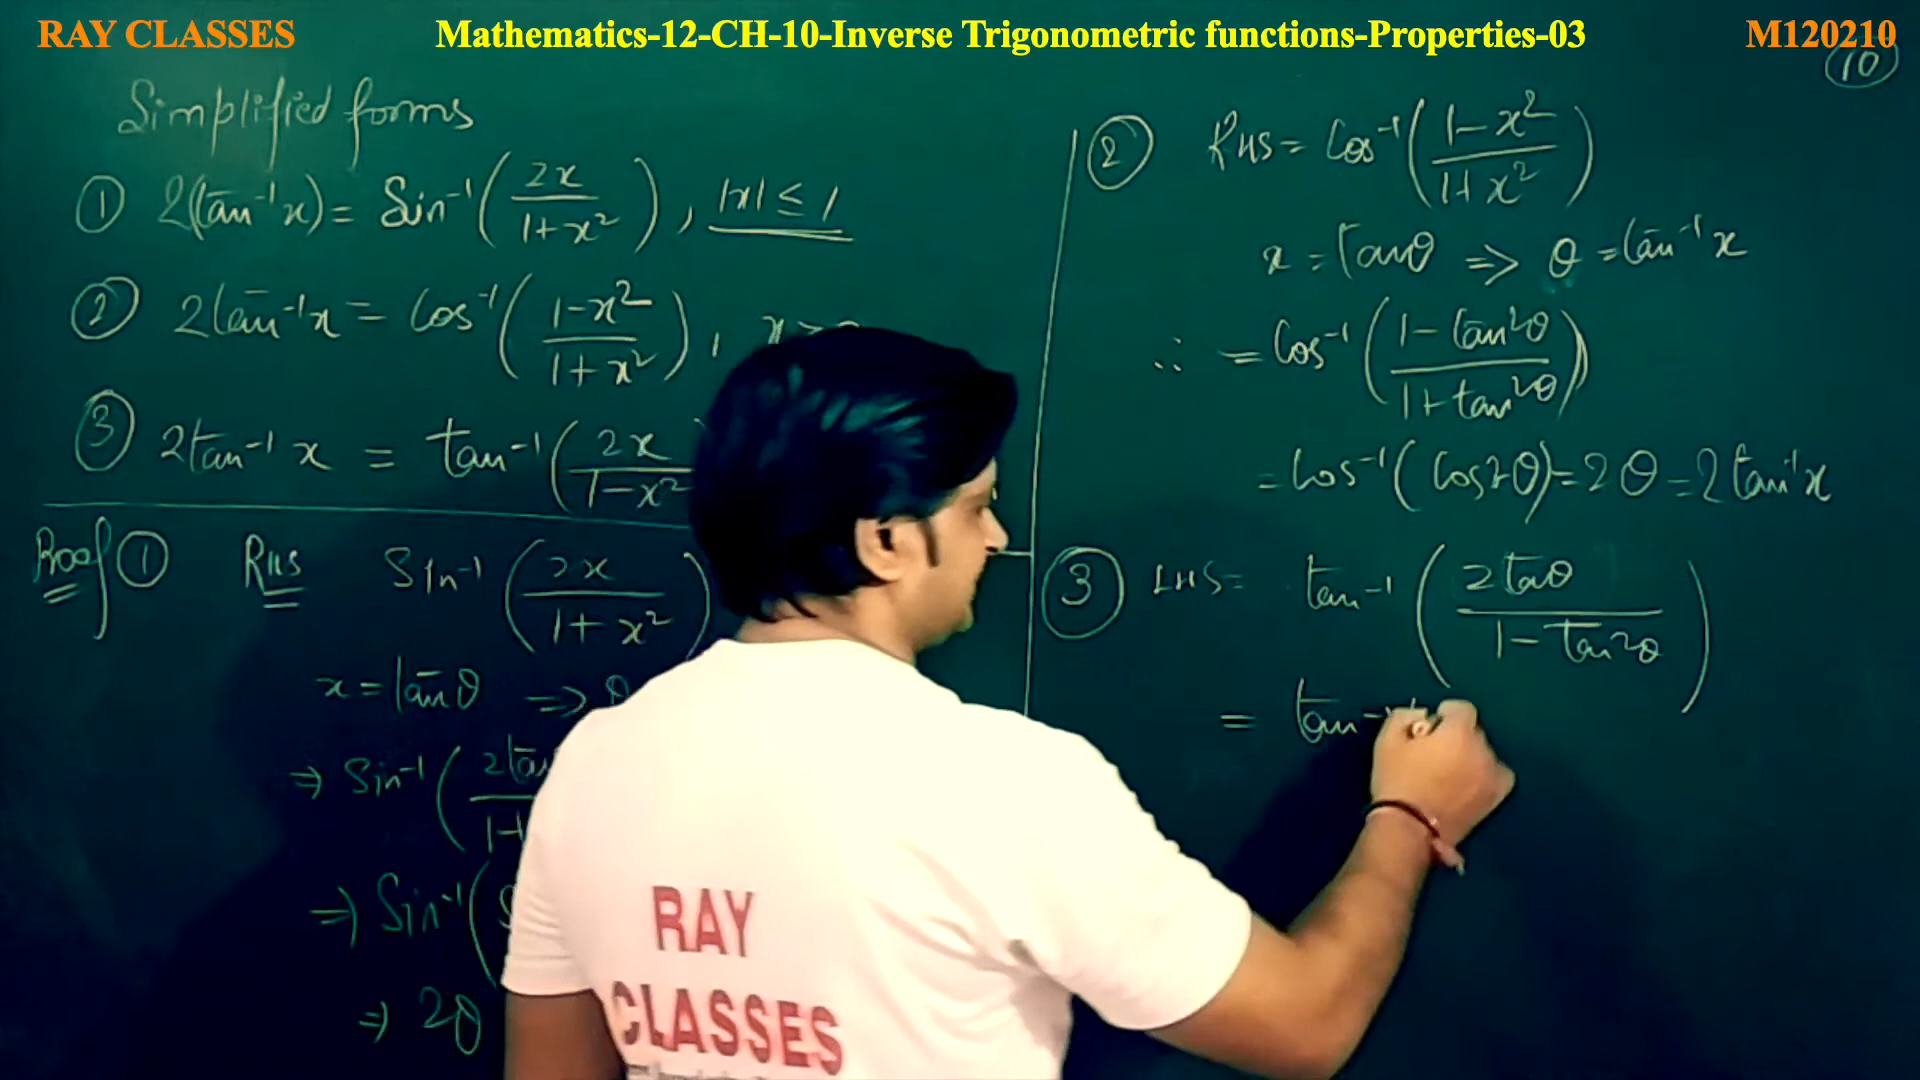 RAY CLASSES
Mathematics-12-CH-10-Inverse Trigonometric functions-Properties-03
M120210
10
Simplified forms
① 2(tan⁻¹x) = Sin⁻¹(2x/1+x²), |x| ≤ 1
② 2tan⁻¹x = Cos⁻¹(1-x²/1+x²), x
③ 2tan⁻¹x = tan⁻¹(2x/1-x²
Proof ① RHS Sin⁻¹(2x/1+x²)
x = tanθ ⇒ θ
⇒ Sin⁻¹(2tan
⇒ Sin⁻¹(
⇒ 2θ
② RHS = Cos⁻¹(1-x²/1+x²)
x = Tanθ ⇒ θ = tan⁻¹x
∴ = Cos⁻¹(1-tan²θ/1+tan²θ)
= Cos⁻¹(Cos2θ) = 2θ = 2tan⁻¹x
③ LHS = tan⁻¹(2taθ/1-tan²θ)
= tan⁻
RAY
CLASSES